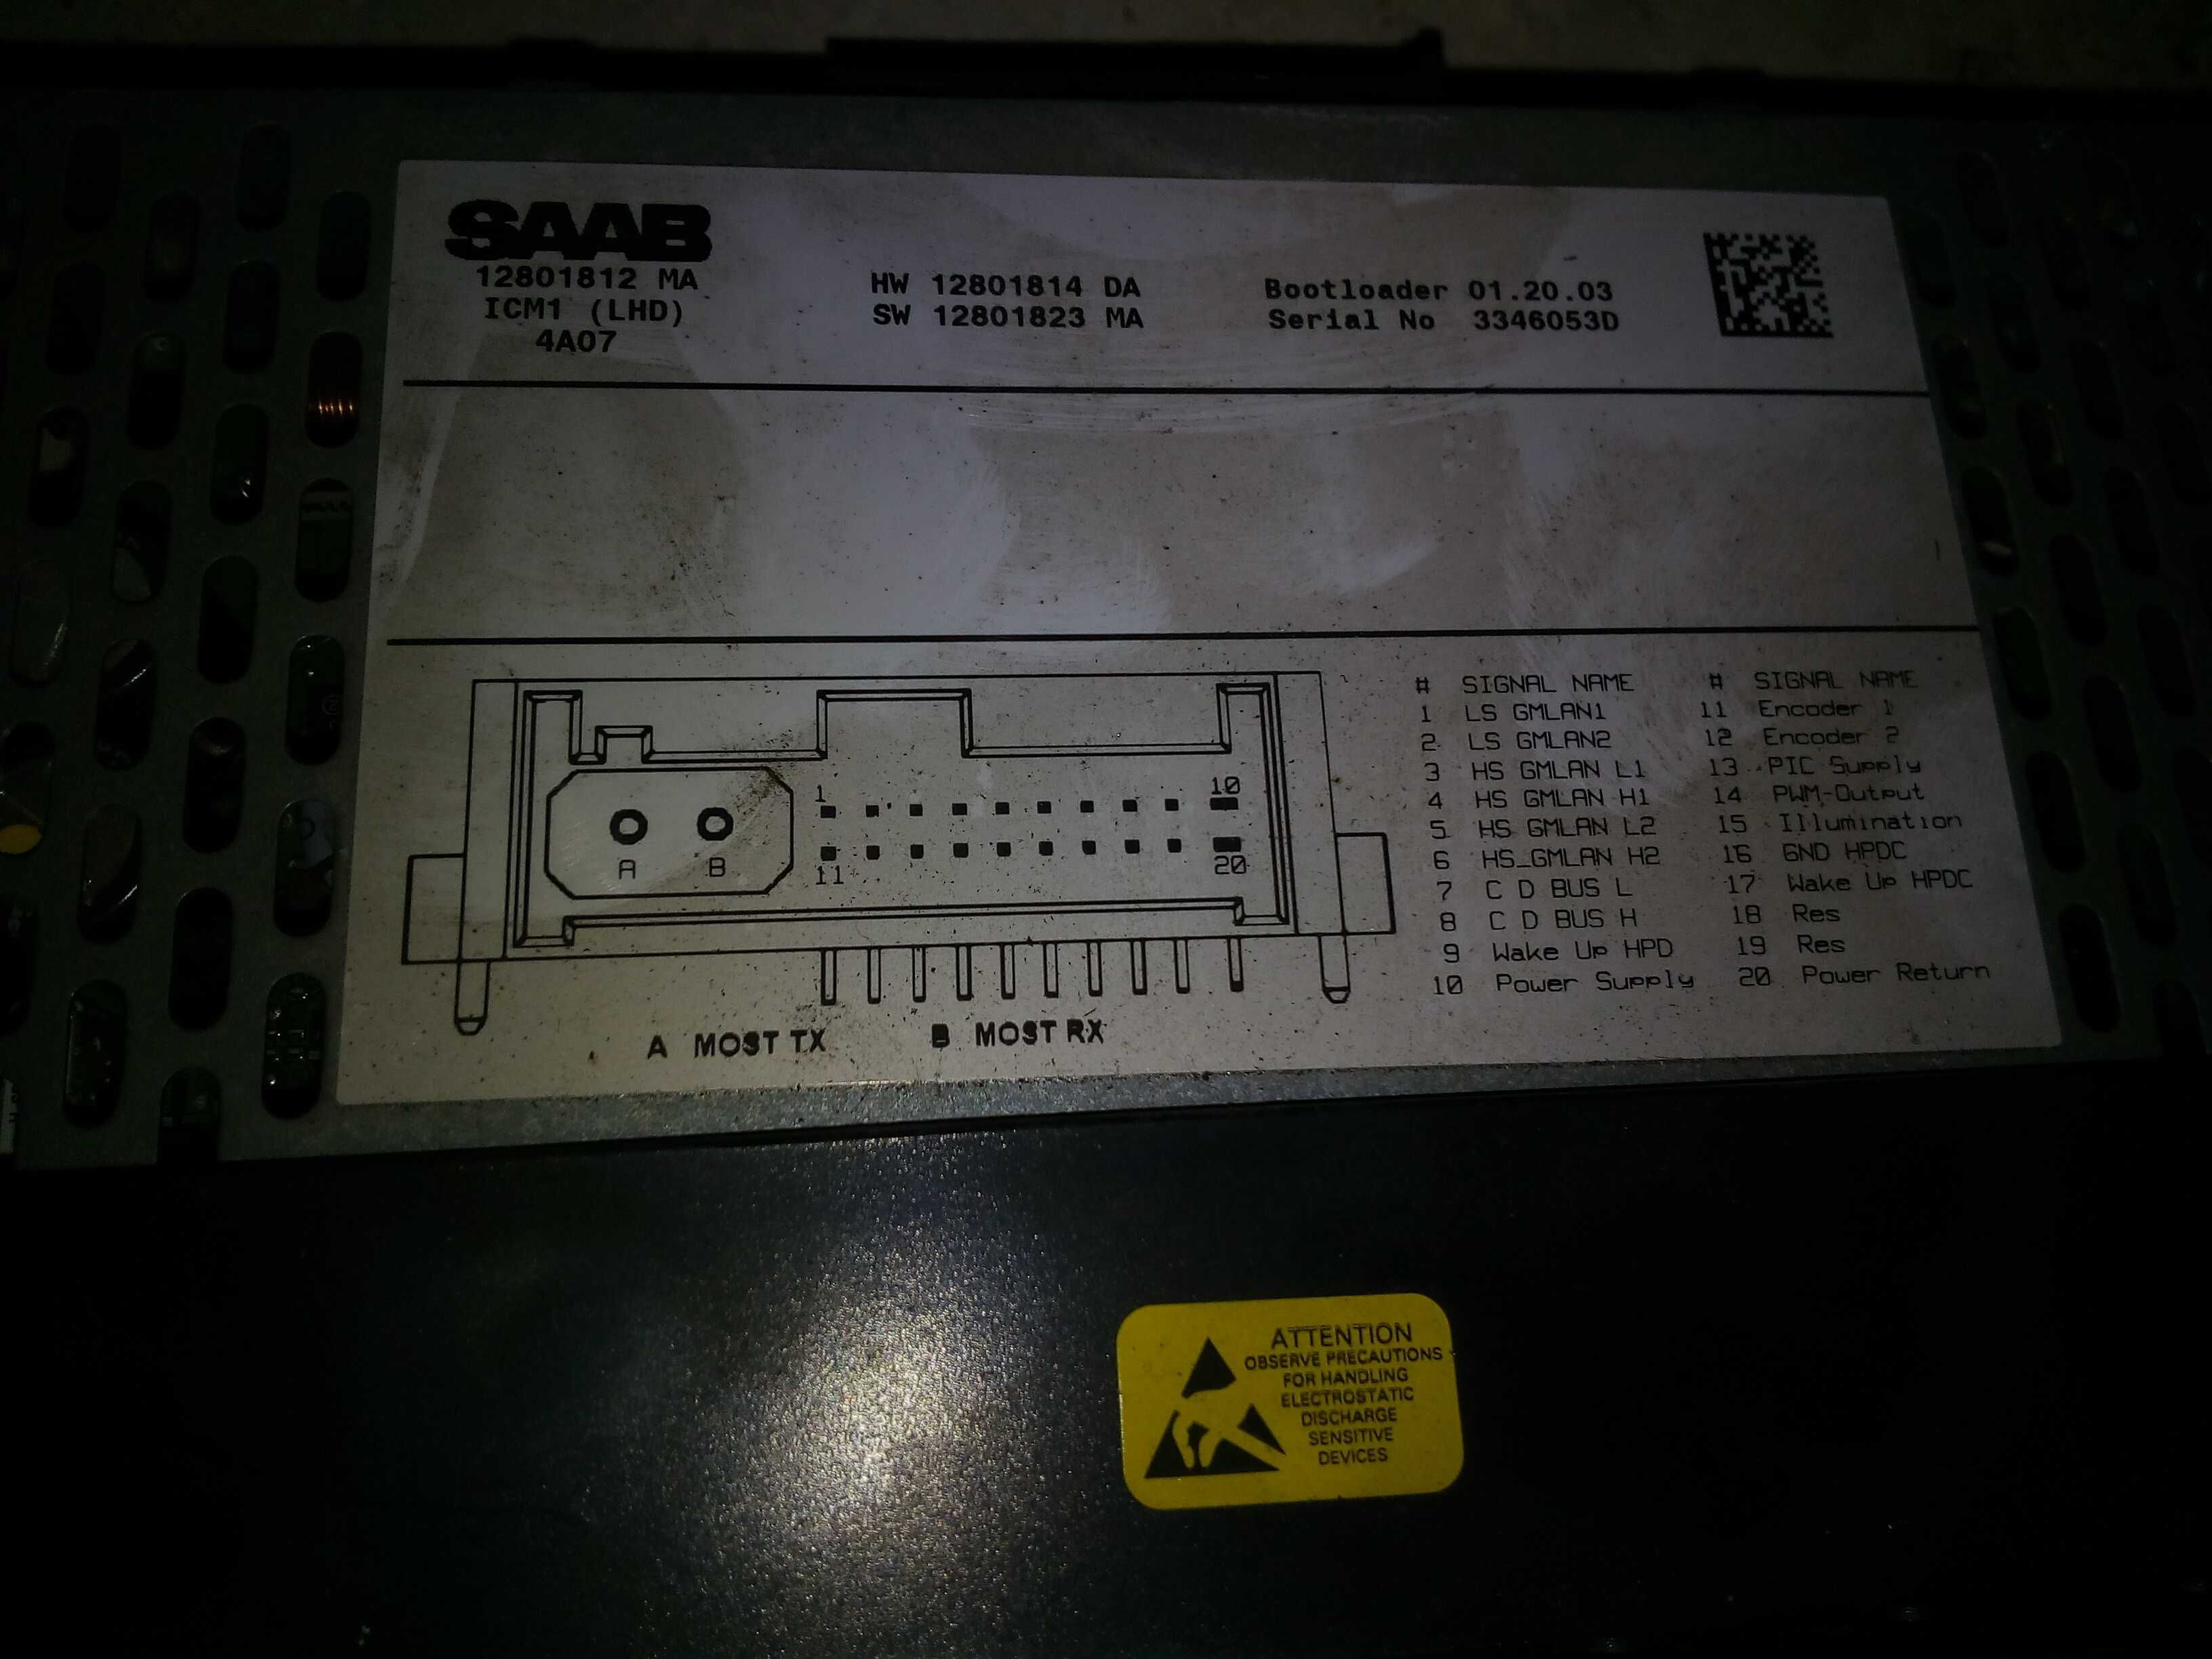 SAAB
12801812 MA
ICM1 (LHD)
4A07
HW 12801814 DA
SW 12801823 MA
Bootloader 01.20.03
Serial No 3346053D
1
10
A B
11
20
A MOST TX B MOST RX
# SIGNAL NAME # SIGNAL NAME
1 LS GMLAN1 11 Encoder 1
2 LS GMLAN2 12 Encoder 2
3 HS GMLAN L1 13 PIC Supply
4 HS GMLAN H1 14 PWM-Output
5 HS GMLAN L2 15 Illumination
6 HS_GMLAN H2 16 GND HPDC
7 C D BUS L 17 Wake Up HPDC
8 C D BUS H 18 Res
9 Wake Up HPD 19 Res
10 Power Supply 20 Power Return
ATTENTION
OBSERVE PRECAUTIONS
FOR HANDLING
ELECTROSTATIC
DISCHARGE
SENSITIVE
DEVICES